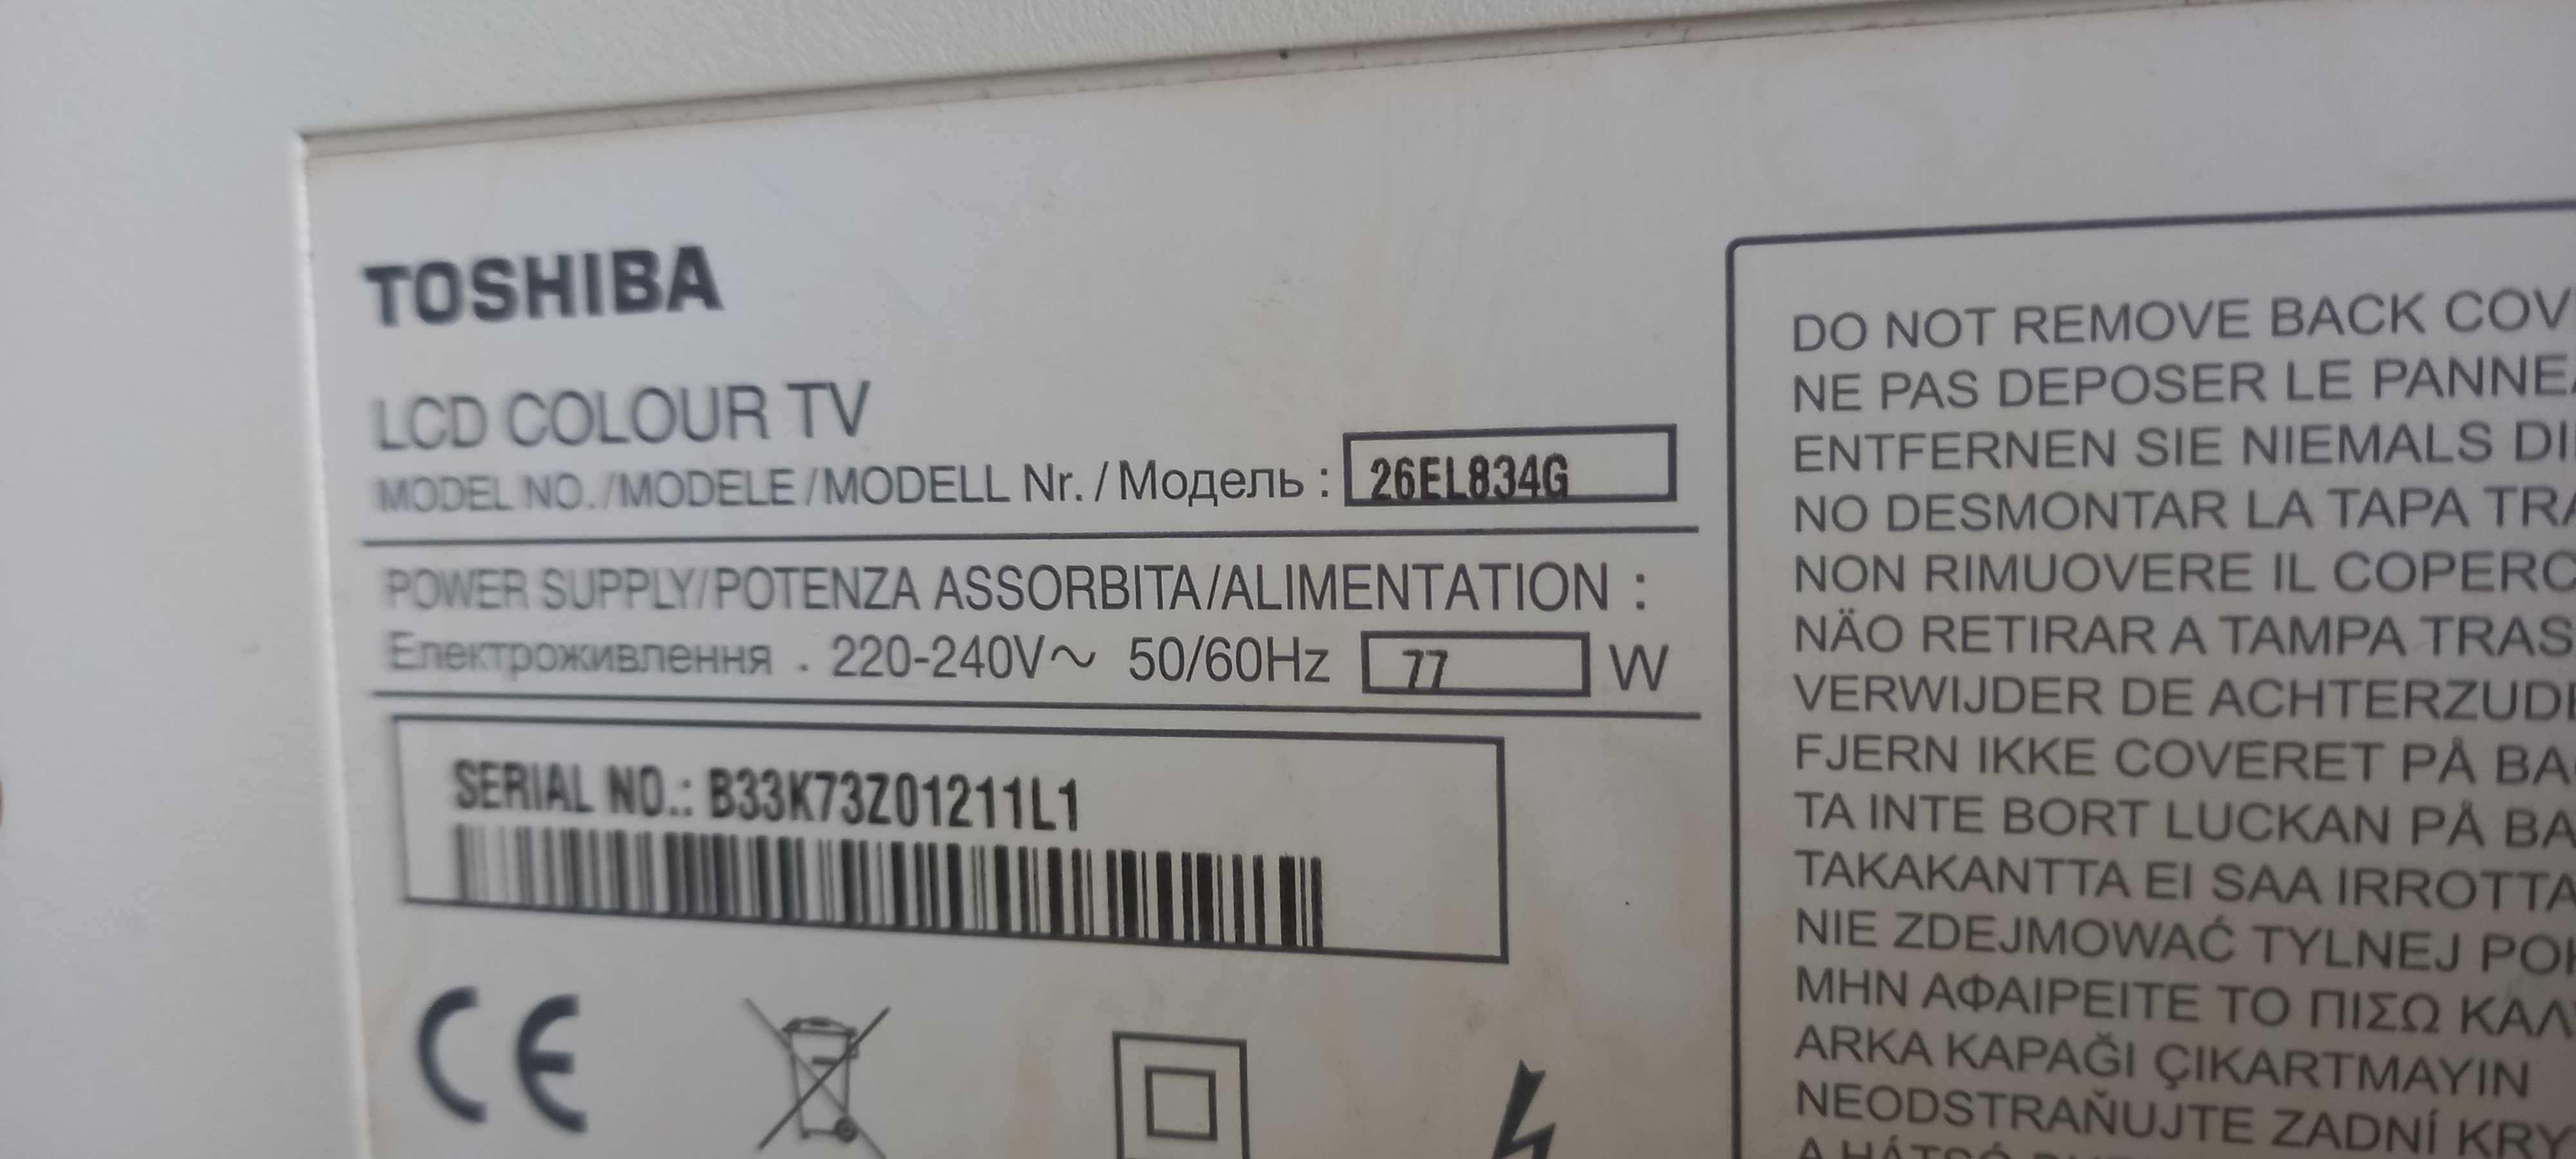 TOSHIBA
LCD COLOUR TV
MODEL NO./MODELE/MODELL Nr./Модель : 26EL834G
POWER SUPPLY/POTENZA ASSORBITA/ALIMENTATION :
Електроживлення . 220-240V~ 50/60Hz 77 W
SERIAL NO.: B33K73Z01211L1
CE
DO NOT REMOVE BACK COV
NE PAS DEPOSER LE PANNEA
ENTFERNEN SIE NIEMALS DI
NO DESMONTAR LA TAPA TRA
NON RIMUOVERE IL COPERC
NÄO RETIRAR A TAMPA TRAS
VERWIJDER DE ACHTERZUD
FJERN IKKE COVERET PÅ BA
TA INTE BORT LUCKAN PÅ BA
TAKAKANTTA EI SAA IRROTTA
NIE ZDEJMOWAĆ TYLNEJ PO
ΜΗΝ ΑΦΑΙΡΕΙΤΕ ΤΟ ΠΙΣΩ ΚΑΛ
ARKA KAPAĞI ÇIKARTMAYIN
NEODSTRAŇUJTE ZADNÍ KRY